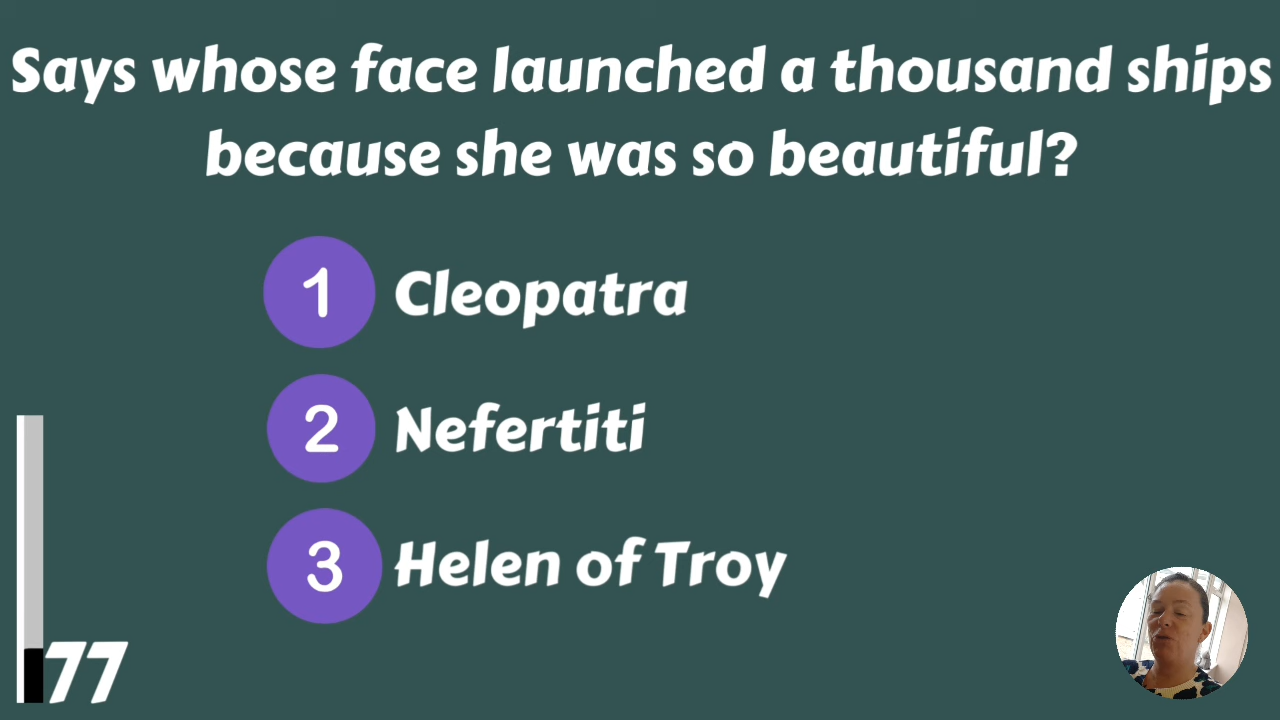 Says whose face launched a thousand ships
because she was so beautiful?
1 Cleopatra
2 Nefertiti
3 Helen of Troy
77